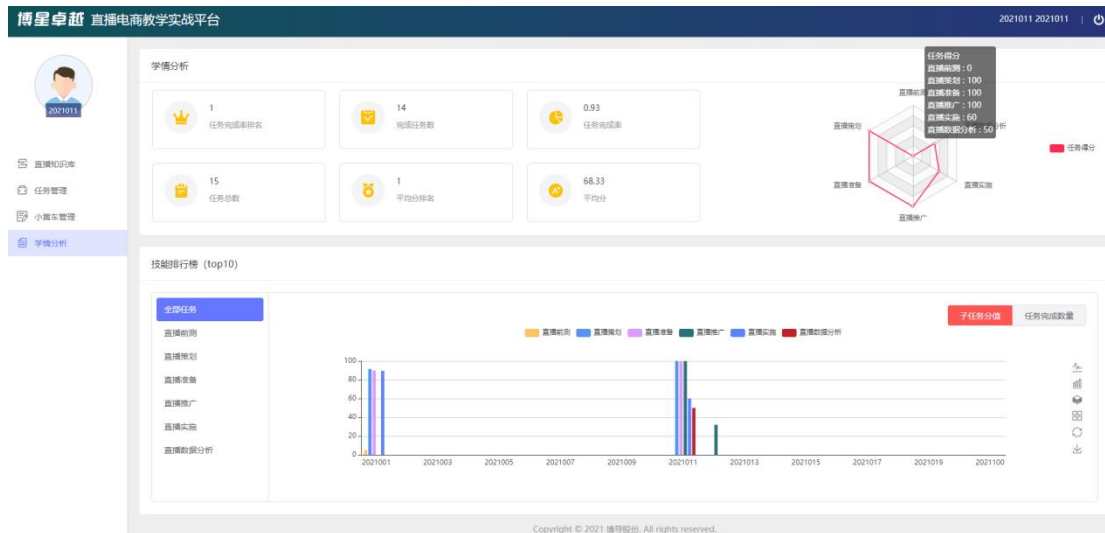 博星卓越 直播电商教学实战平台
2021011 2021011
2021011
直播知识库
任务管理
小黄车管理
学情分析
学情分析
1
任务完成率排名
14
完成任务数
0.93
任务完成率
15
任务总数
1
平均分排名
68.33
平均分
任务得分
直播前测 : 0
直播策划 : 100
直播准备 : 100
直播推广 : 100
直播实施 : 60
直播数据分析 : 50
直播策划
直播准备
直播推广
直播实施
任务得分
技能排行榜 (top10)
全部任务
直播前测
直播策划
直播准备
直播推广
直播实施
直播数据分析
子任务分值 任务完成数量
直播前测 直播策划 直播准备 直播推广 直播实施 直播数据分析
100
80
60
40
20
0
2021001 2021003 2021005 2021007 2021009 2021011 2021013 2021015 2021017 2021019 2021100
Copyright © 2021 博导股份. All rights reserved.